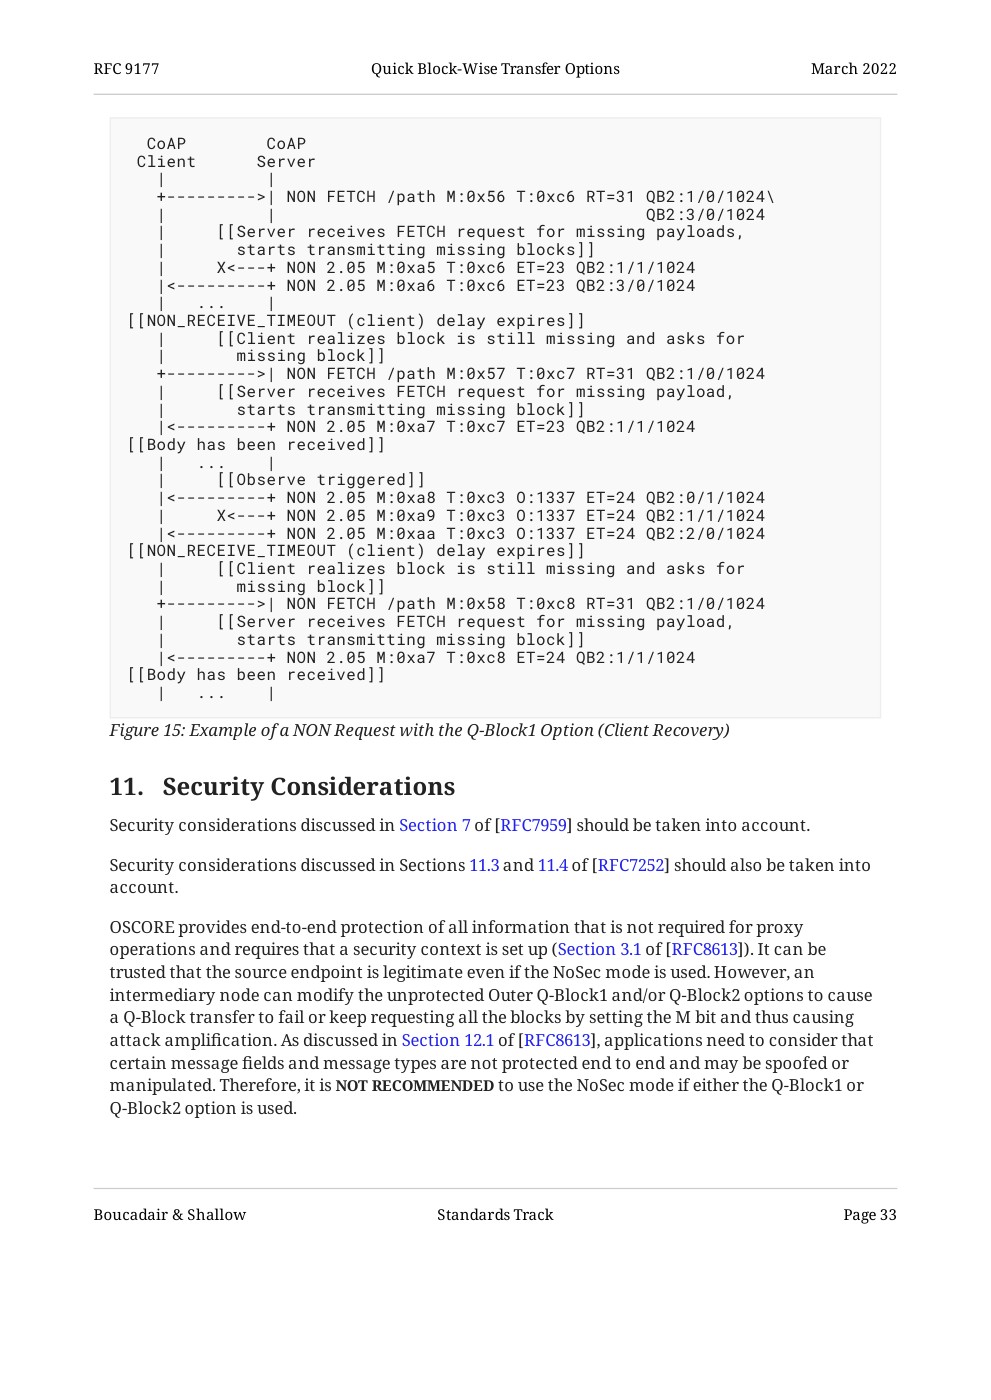 RFC 9177 Quick Block-Wise Transfer Options March 2022
   CoAP        CoAP
  Client      Server
    |          |
    +--------->| NON FETCH /path M:0x56 T:0xc6 RT=31 QB2:1/0/1024\
    |          |                                     QB2:3/0/1024
    |     [[Server receives FETCH request for missing payloads,
    |       starts transmitting missing blocks]]
    |     X<---+ NON 2.05 M:0xa5 T:0xc6 ET=23 QB2:1/1/1024
    |<---------+ NON 2.05 M:0xa6 T:0xc6 ET=23 QB2:3/0/1024
    |   ...    |
 [[NON_RECEIVE_TIMEOUT (client) delay expires]]
    |     [[Client realizes block is still missing and asks for
    |       missing block]]
    +--------->| NON FETCH /path M:0x57 T:0xc7 RT=31 QB2:1/0/1024
    |     [[Server receives FETCH request for missing payload,
    |       starts transmitting missing block]]
    |<---------+ NON 2.05 M:0xa7 T:0xc7 ET=23 QB2:1/1/1024
 [[Body has been received]]
    |   ...    |
    |     [[Observe triggered]]
    |<---------+ NON 2.05 M:0xa8 T:0xc3 O:1337 ET=24 QB2:0/1/1024
    |     X<---+ NON 2.05 M:0xa9 T:0xc3 O:1337 ET=24 QB2:1/1/1024
    |<---------+ NON 2.05 M:0xaa T:0xc3 O:1337 ET=24 QB2:2/0/1024
 [[NON_RECEIVE_TIMEOUT (client) delay expires]]
    |     [[Client realizes block is still missing and asks for
    |       missing block]]
    +--------->| NON FETCH /path M:0x58 T:0xc8 RT=31 QB2:1/0/1024
    |     [[Server receives FETCH request for missing payload,
    |       starts transmitting missing block]]
    |<---------+ NON 2.05 M:0xa7 T:0xc8 ET=24 QB2:1/1/1024
 [[Body has been received]]
    |   ...    |
Figure 15: Example of a NON Request with the Q-Block1 Option (Client Recovery)
11. Security Considerations
Security considerations discussed in Section 7 of [RFC7959] should be taken into account.
Security considerations discussed in Sections 11.3 and 11.4 of [RFC7252] should also be taken into
account.
OSCORE provides end-to-end protection of all information that is not required for proxy
operations and requires that a security context is set up (Section 3.1 of [RFC8613]). It can be
trusted that the source endpoint is legitimate even if the NoSec mode is used. However, an
intermediary node can modify the unprotected Outer Q-Block1 and/or Q-Block2 options to cause
a Q-Block transfer to fail or keep requesting all the blocks by setting the M bit and thus causing
attack amplification. As discussed in Section 12.1 of [RFC8613], applications need to consider that
certain message fields and message types are not protected end to end and may be spoofed or
manipulated. Therefore, it is NOT RECOMMENDED to use the NoSec mode if either the Q-Block1 or
Q-Block2 option is used.
Boucadair & Shallow Standards Track Page 33